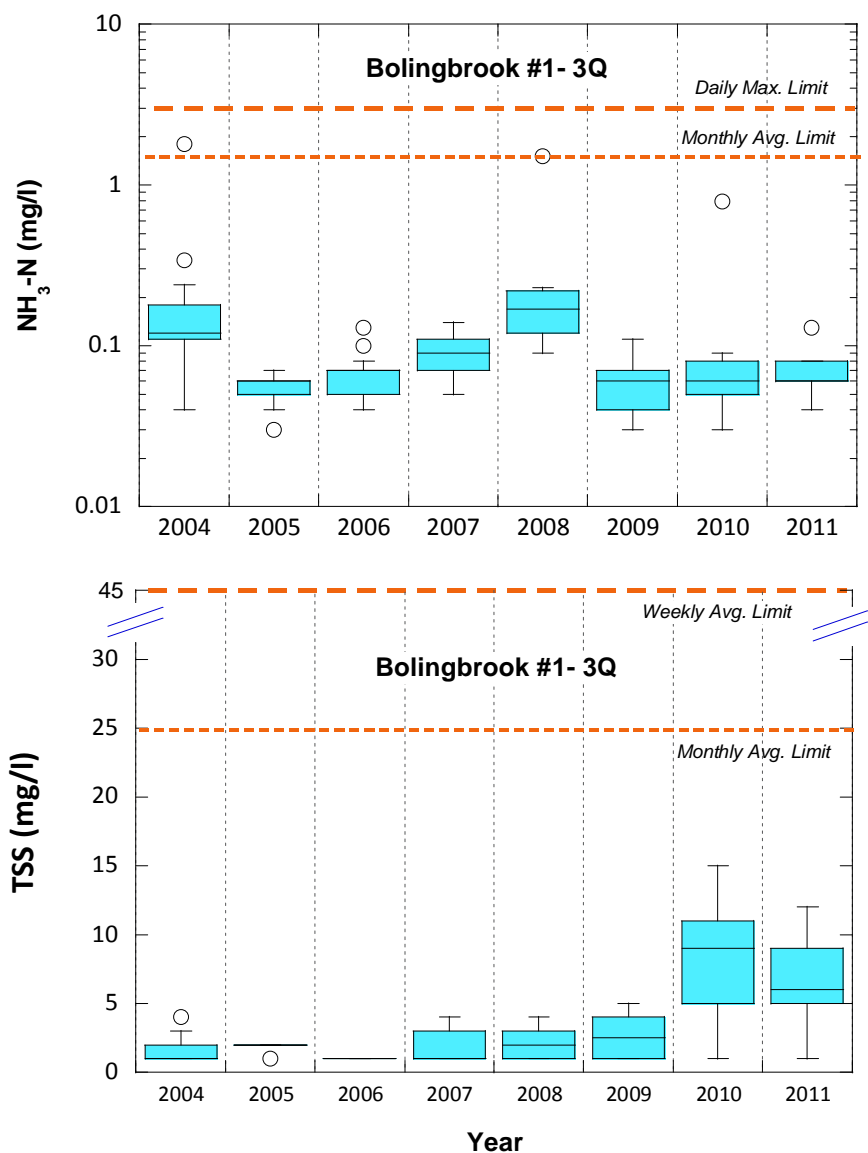 10
Bolingbrook #1- 3Q
Daily Max. Limit
Monthly Avg. Limit
1
NH3-N (mg/l)
0.1
0.01
2004 2005 2006 2007 2008 2009 2010 2011
45
Weekly Avg. Limit
30
Bolingbrook #1- 3Q
25
Monthly Avg. Limit
20
TSS (mg/l)
15
10
5
0
2004 2005 2006 2007 2008 2009 2010 2011
Year